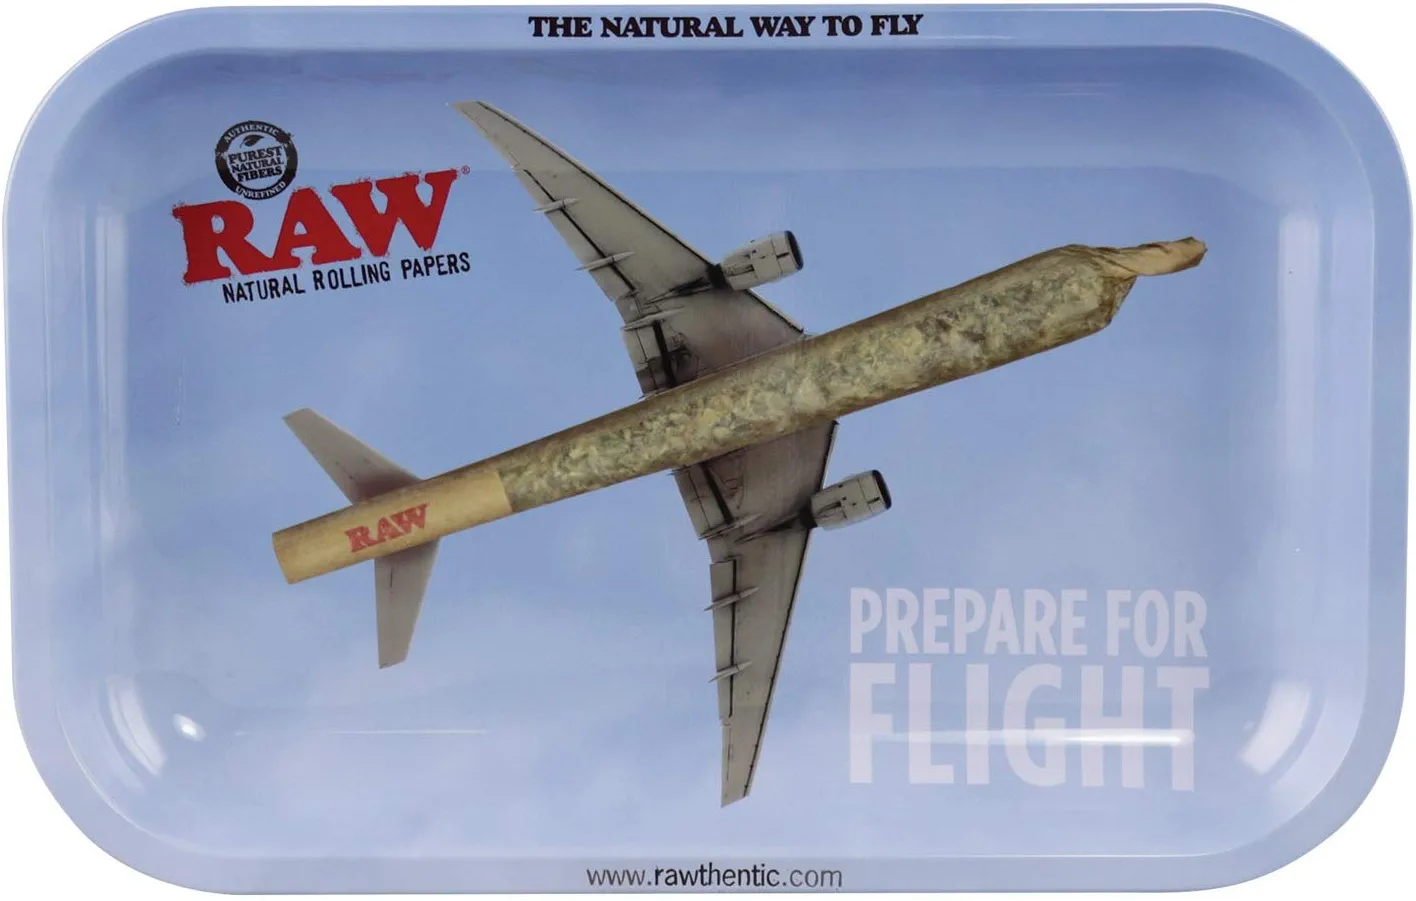 THE NATURAL WAY TO FLY
AUTHENTIC
PUREST
NATURAL
FIBERS
UNREFINED
RAW®
NATURAL ROLLING PAPERS
RAW
PREPARE FOR
FLIGHT
www.rawthentic.com